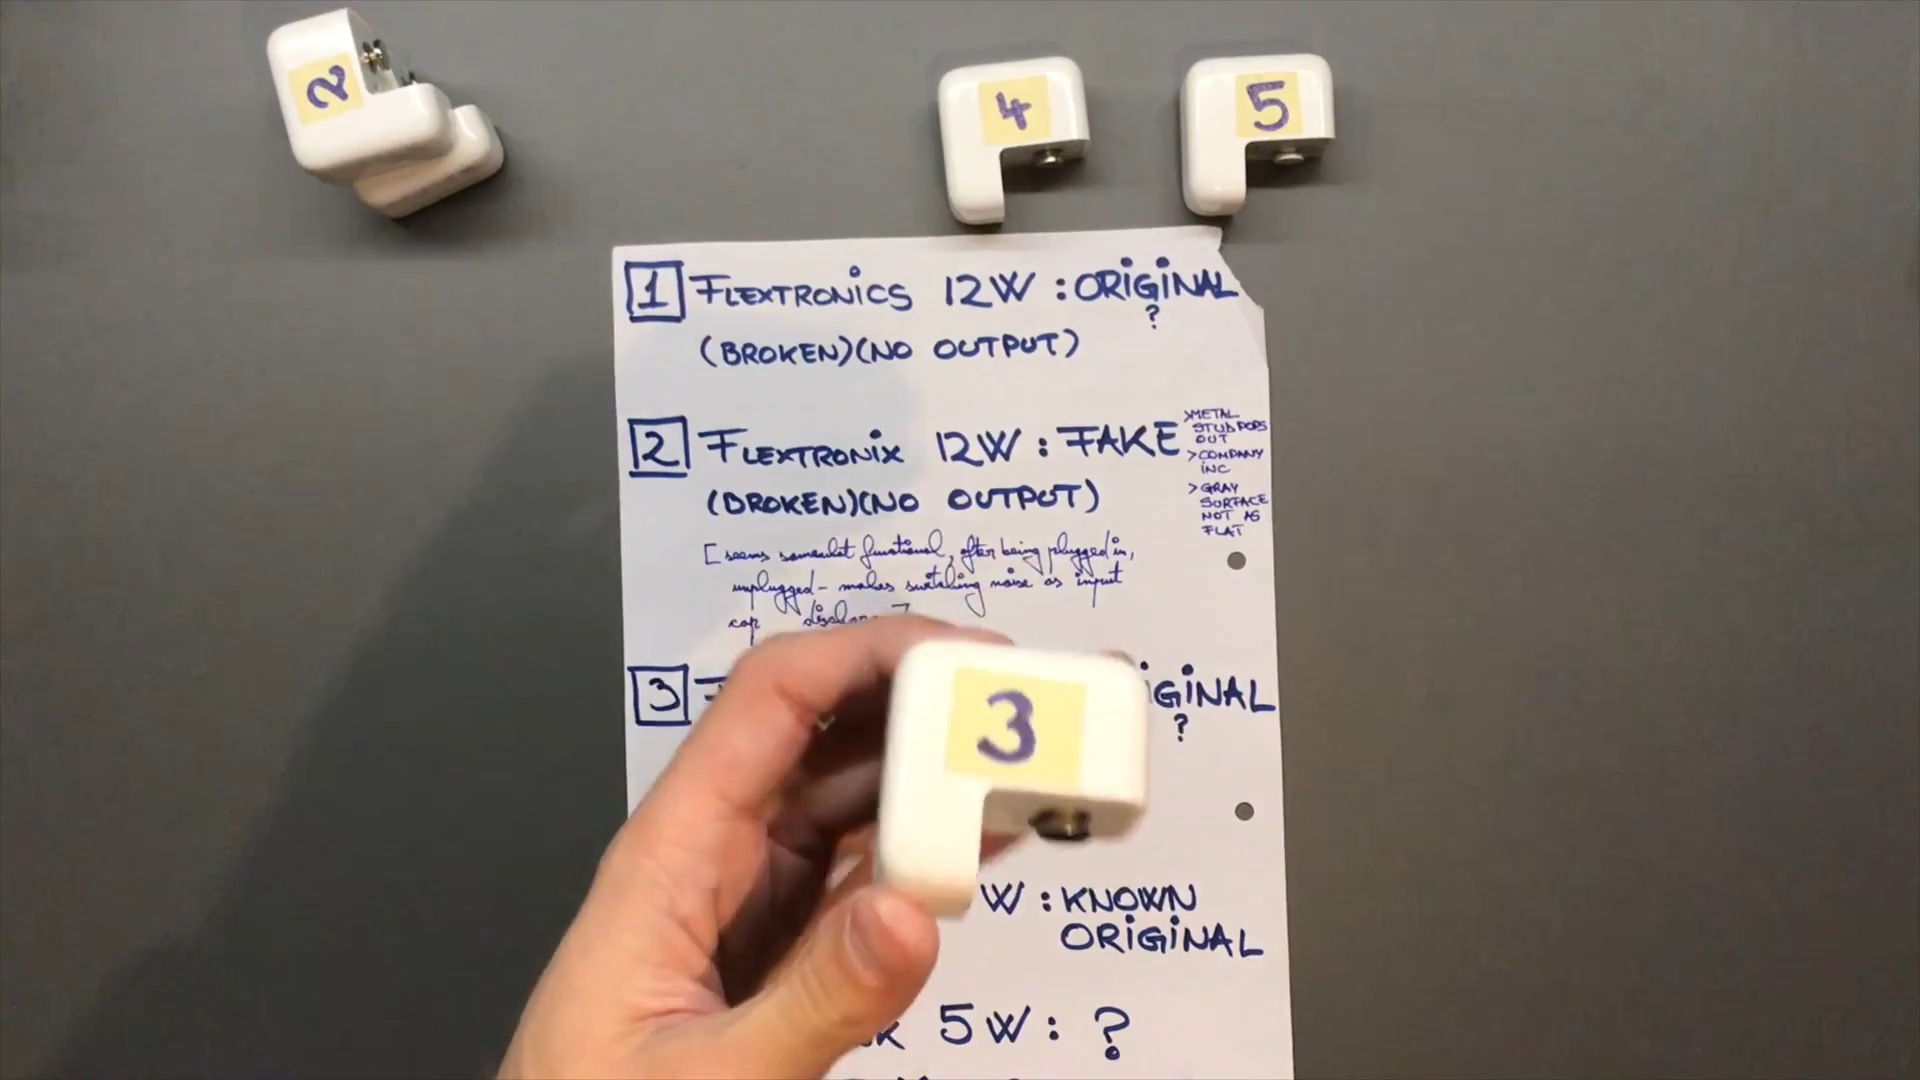 2
4
5
1 FLEXTRONICS 12W : ORIGINAL
?
(BROKEN)(NO OUTPUT)
2 FLEXTRONIX 12W : FAKE
>METAL
STUD POPS
OUT
>COMPANY
INC
>GRAY
SURFACE
NOT AS
FLAT
(BROKEN)(NO OUTPUT)
[seems somewhat functional, after being plugged in,
unplugged - makes switching noise as input
cap
3
3
?
W : KNOWN
ORIGINAL
5W : ?